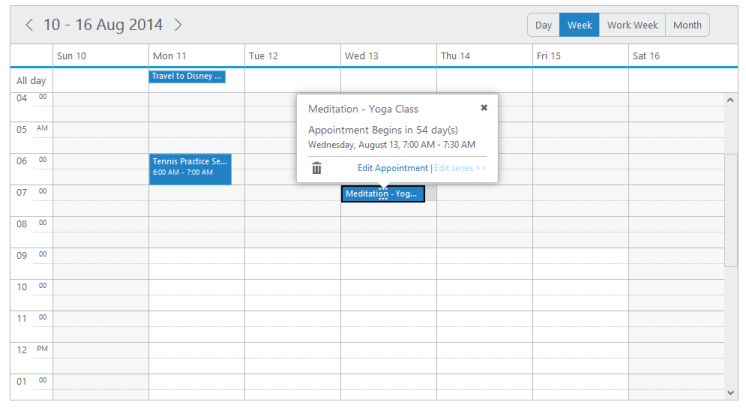 10 - 16 Aug 2014
Day Week Work Week Month
Sun 10 Mon 11 Tue 12 Wed 13 Thu 14 Fri 15 Sat 16
All day
Travel to Disney ...
04 00
Meditation - Yoga Class
05 AM
Appointment Begins in 54 day(s)
Wednesday, August 13, 7:00 AM - 7:30 AM
06 00
Tennis Practice Se...
6:00 AM - 7:00 AM
Edit Appointment | Edit series >>
07 00
Meditation - Yog...
08 00
09 00
10 00
11 00
12 PM
01 00